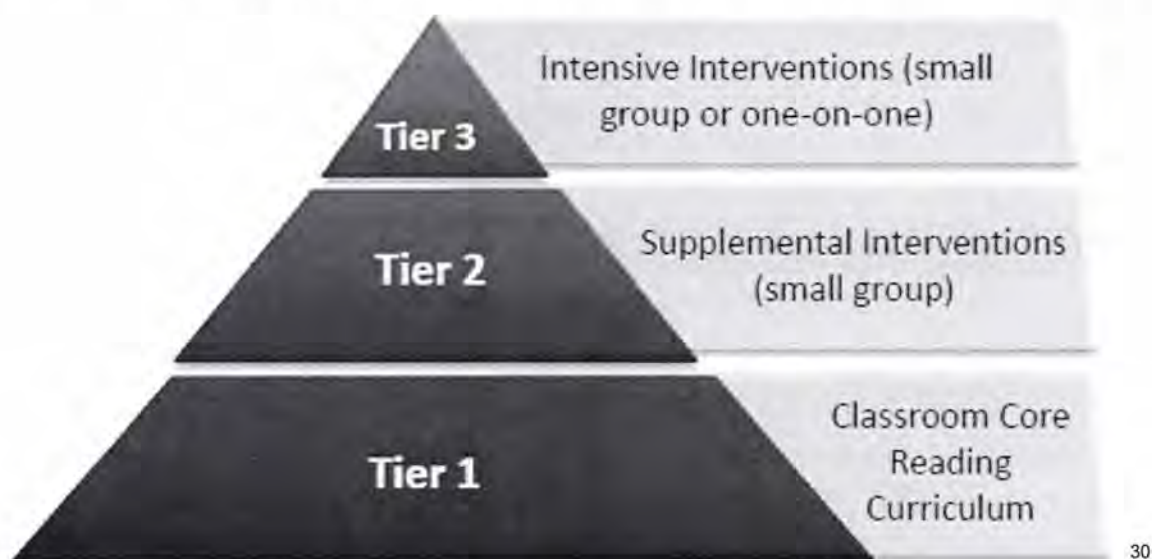 Tier 3
Intensive Interventions (small
group or one-on-one)
Tier 2
Supplemental Interventions
(small group)
Tier 1
Classroom Core
Reading
Curriculum
30